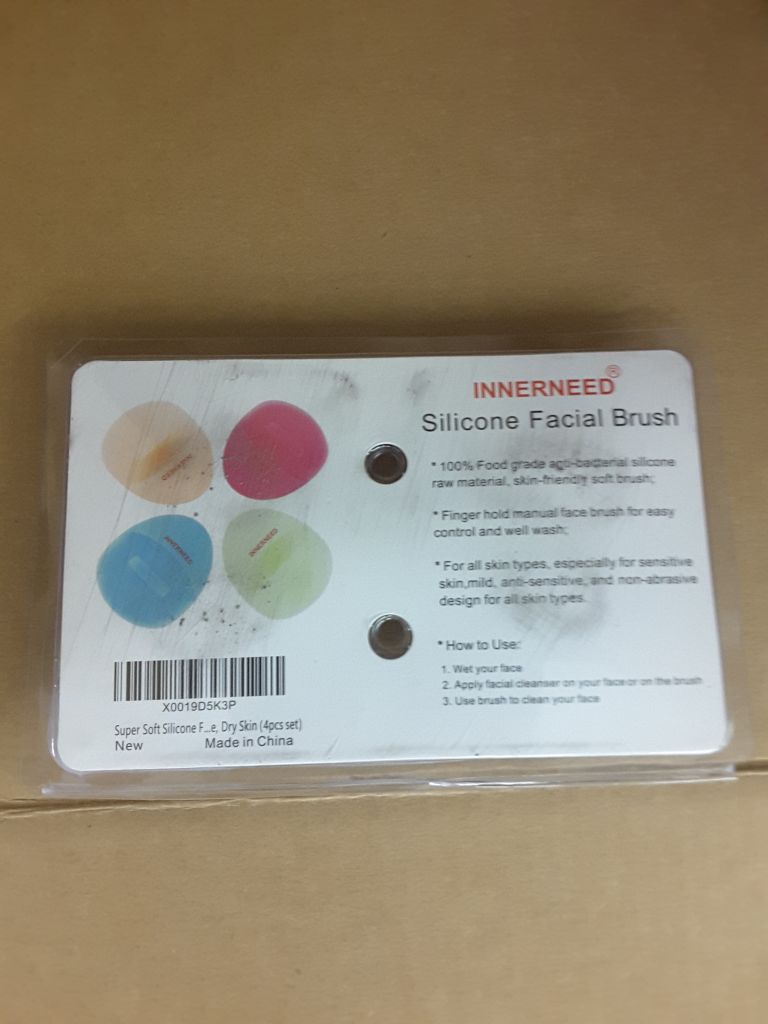 INNERNEED®
Silicone Facial Brush
* 100% Food grade anti-bacterial silicone
raw material, skin-friendly soft brush;
* Finger hold manual face brush for easy
control and well wash;
* For all skin types, especially for sensitive
skin,mild, anti-sensitive, and non-abrasive
design for all skin types.
* How to Use:
1. Wet your face
2. Apply facial cleanser on your face or on the brush
3. Use brush to clean your face
INNERNEED
INNERNEED
INNERNEED
X0019D5K3P
Super Soft Silicone F...e, Dry Skin (4pcs set)
New Made in China